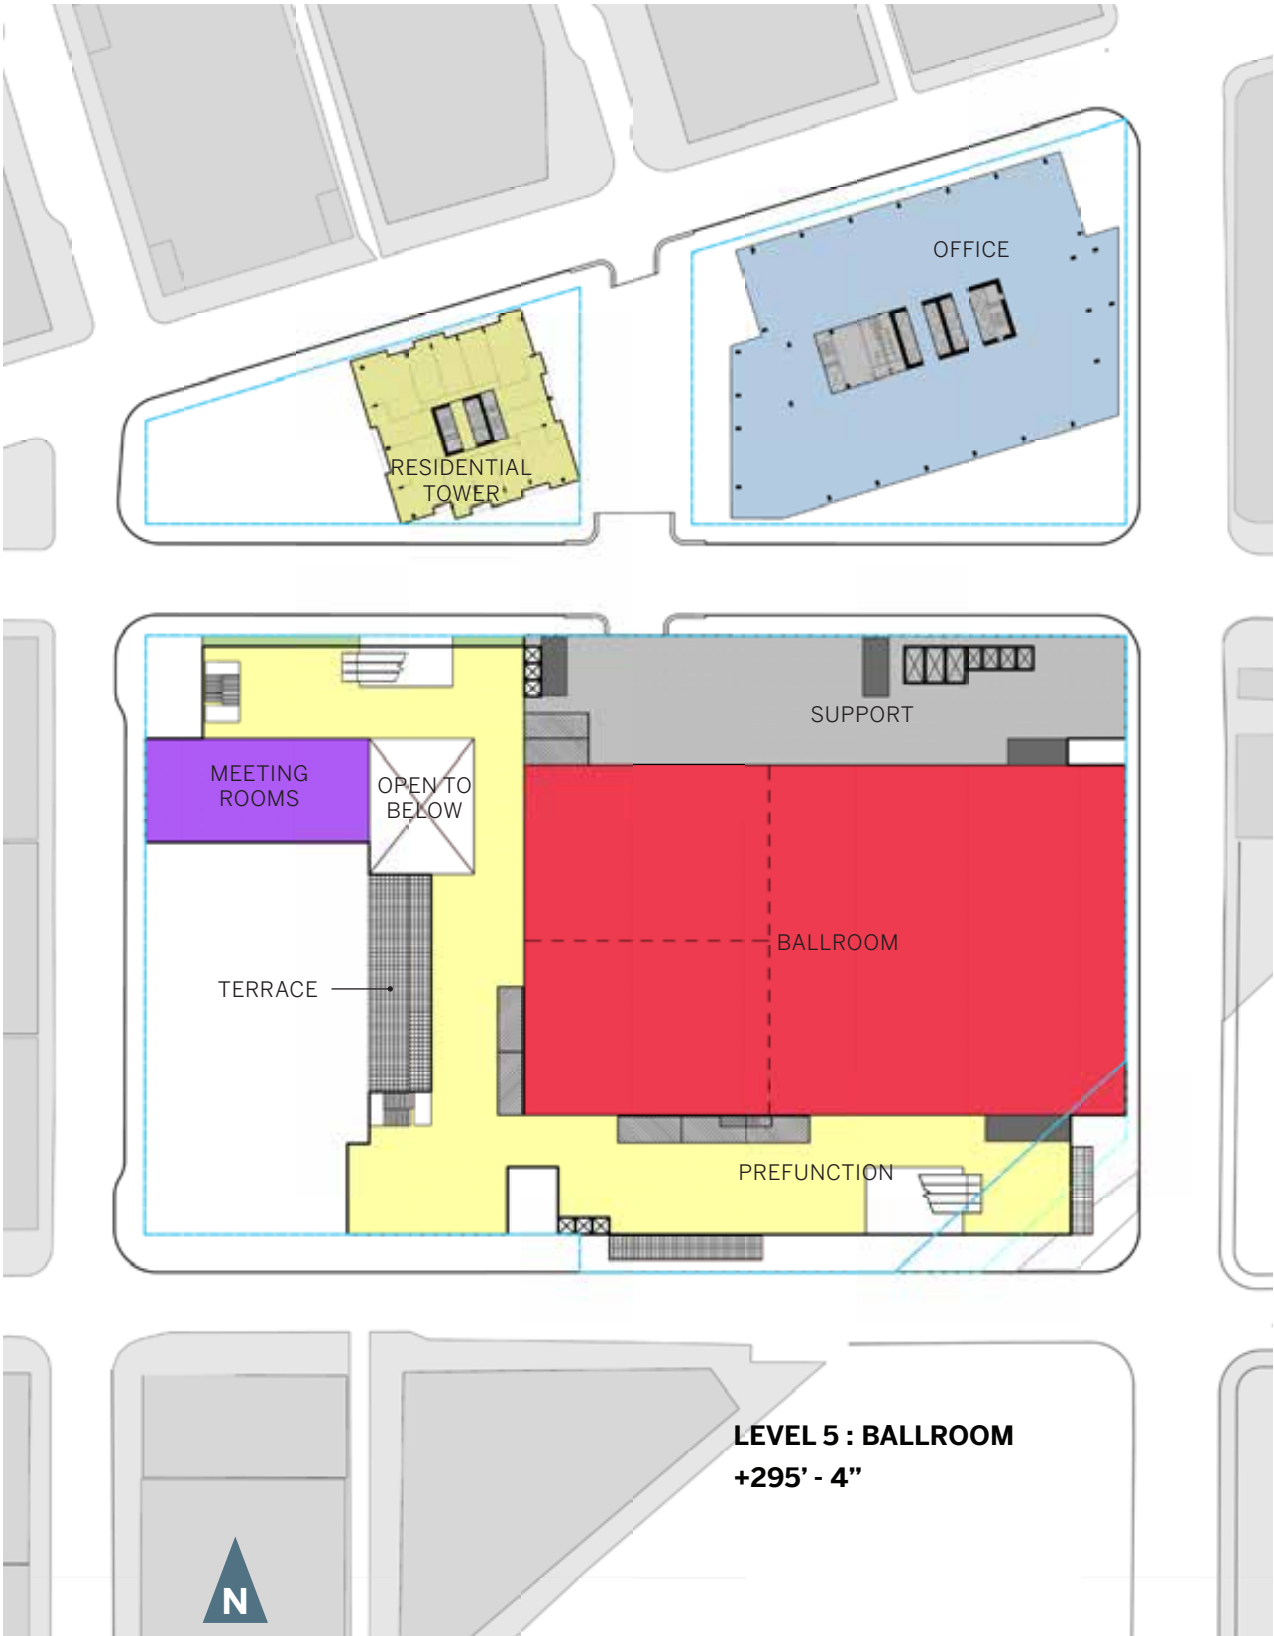 OFFICE
RESIDENTIAL
TOWER
SUPPORT
MEETING
ROOMS
OPEN TO
BELOW
BALLROOM
TERRACE
PREFUNCTION
LEVEL 5 : BALLROOM
+295’ - 4”
N